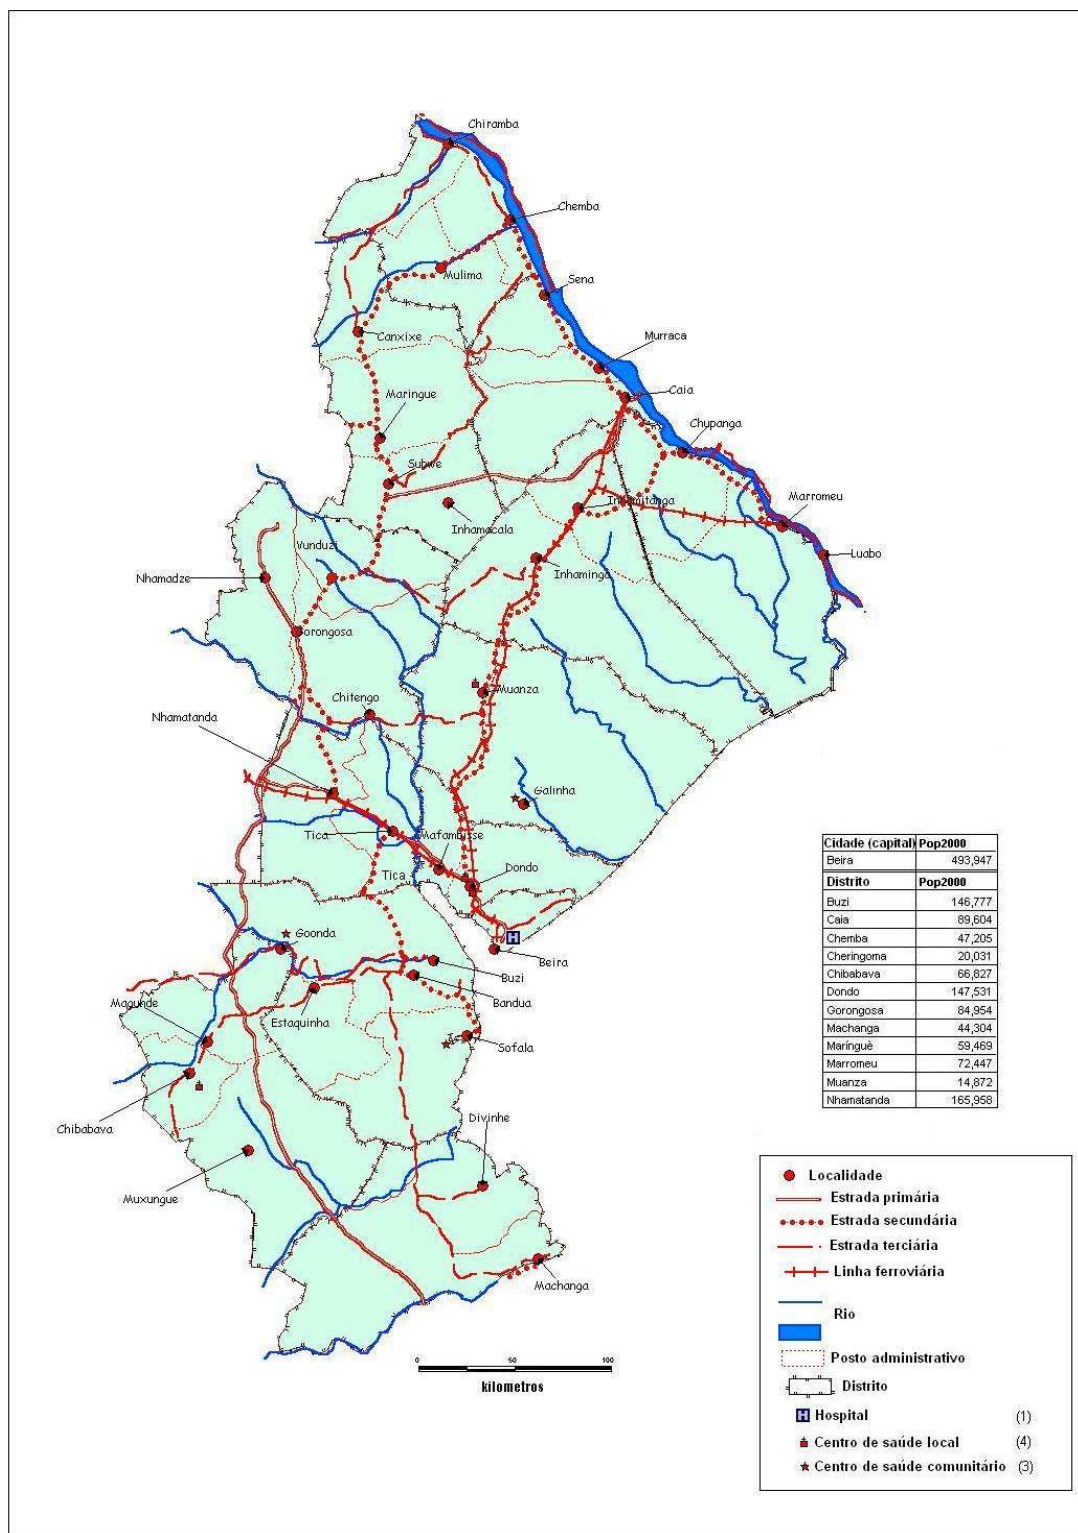 Chiramba
Chemba
Mulima
Sena
Canxixe
Murraca
Caia
Maringue
Chupanga
Subwe
Inhamitanga
Marromeu
Inhamacala
Vunduzi
Luabo
Nhamadze
Inhaminga
Gorongosa
Muanza
Chitengo
Nhamatanda
Galinha
Tica
Mafambisse
Tica
Dondo
Goonda
Beira
Buzi
Magunde
Bandua
Estaquinha
Sofala
Chibabava
Divinhe
Muxungue
Machanga
Cidade (capital) Pop2000
Beira 493,947
Distrito Pop2000
Buzi 146,777
Caia 89,604
Chemba 47,205
Cheringoma 20,031
Chibabava 66,827
Dondo 147,531
Gorongosa 84,954
Machanga 44,304
Marínguè 59,469
Marromeu 72,447
Muanza 14,872
Nhamatanda 165,958
Localidade
Estrada primária
Estrada secundária
Estrada terciária
Linha ferroviária
Rio
Posto administrativo
Distrito
H Hospital (1)
Centro de saúde local (4)
Centro de saúde comunitário (3)
0 50 100
kilometros
H